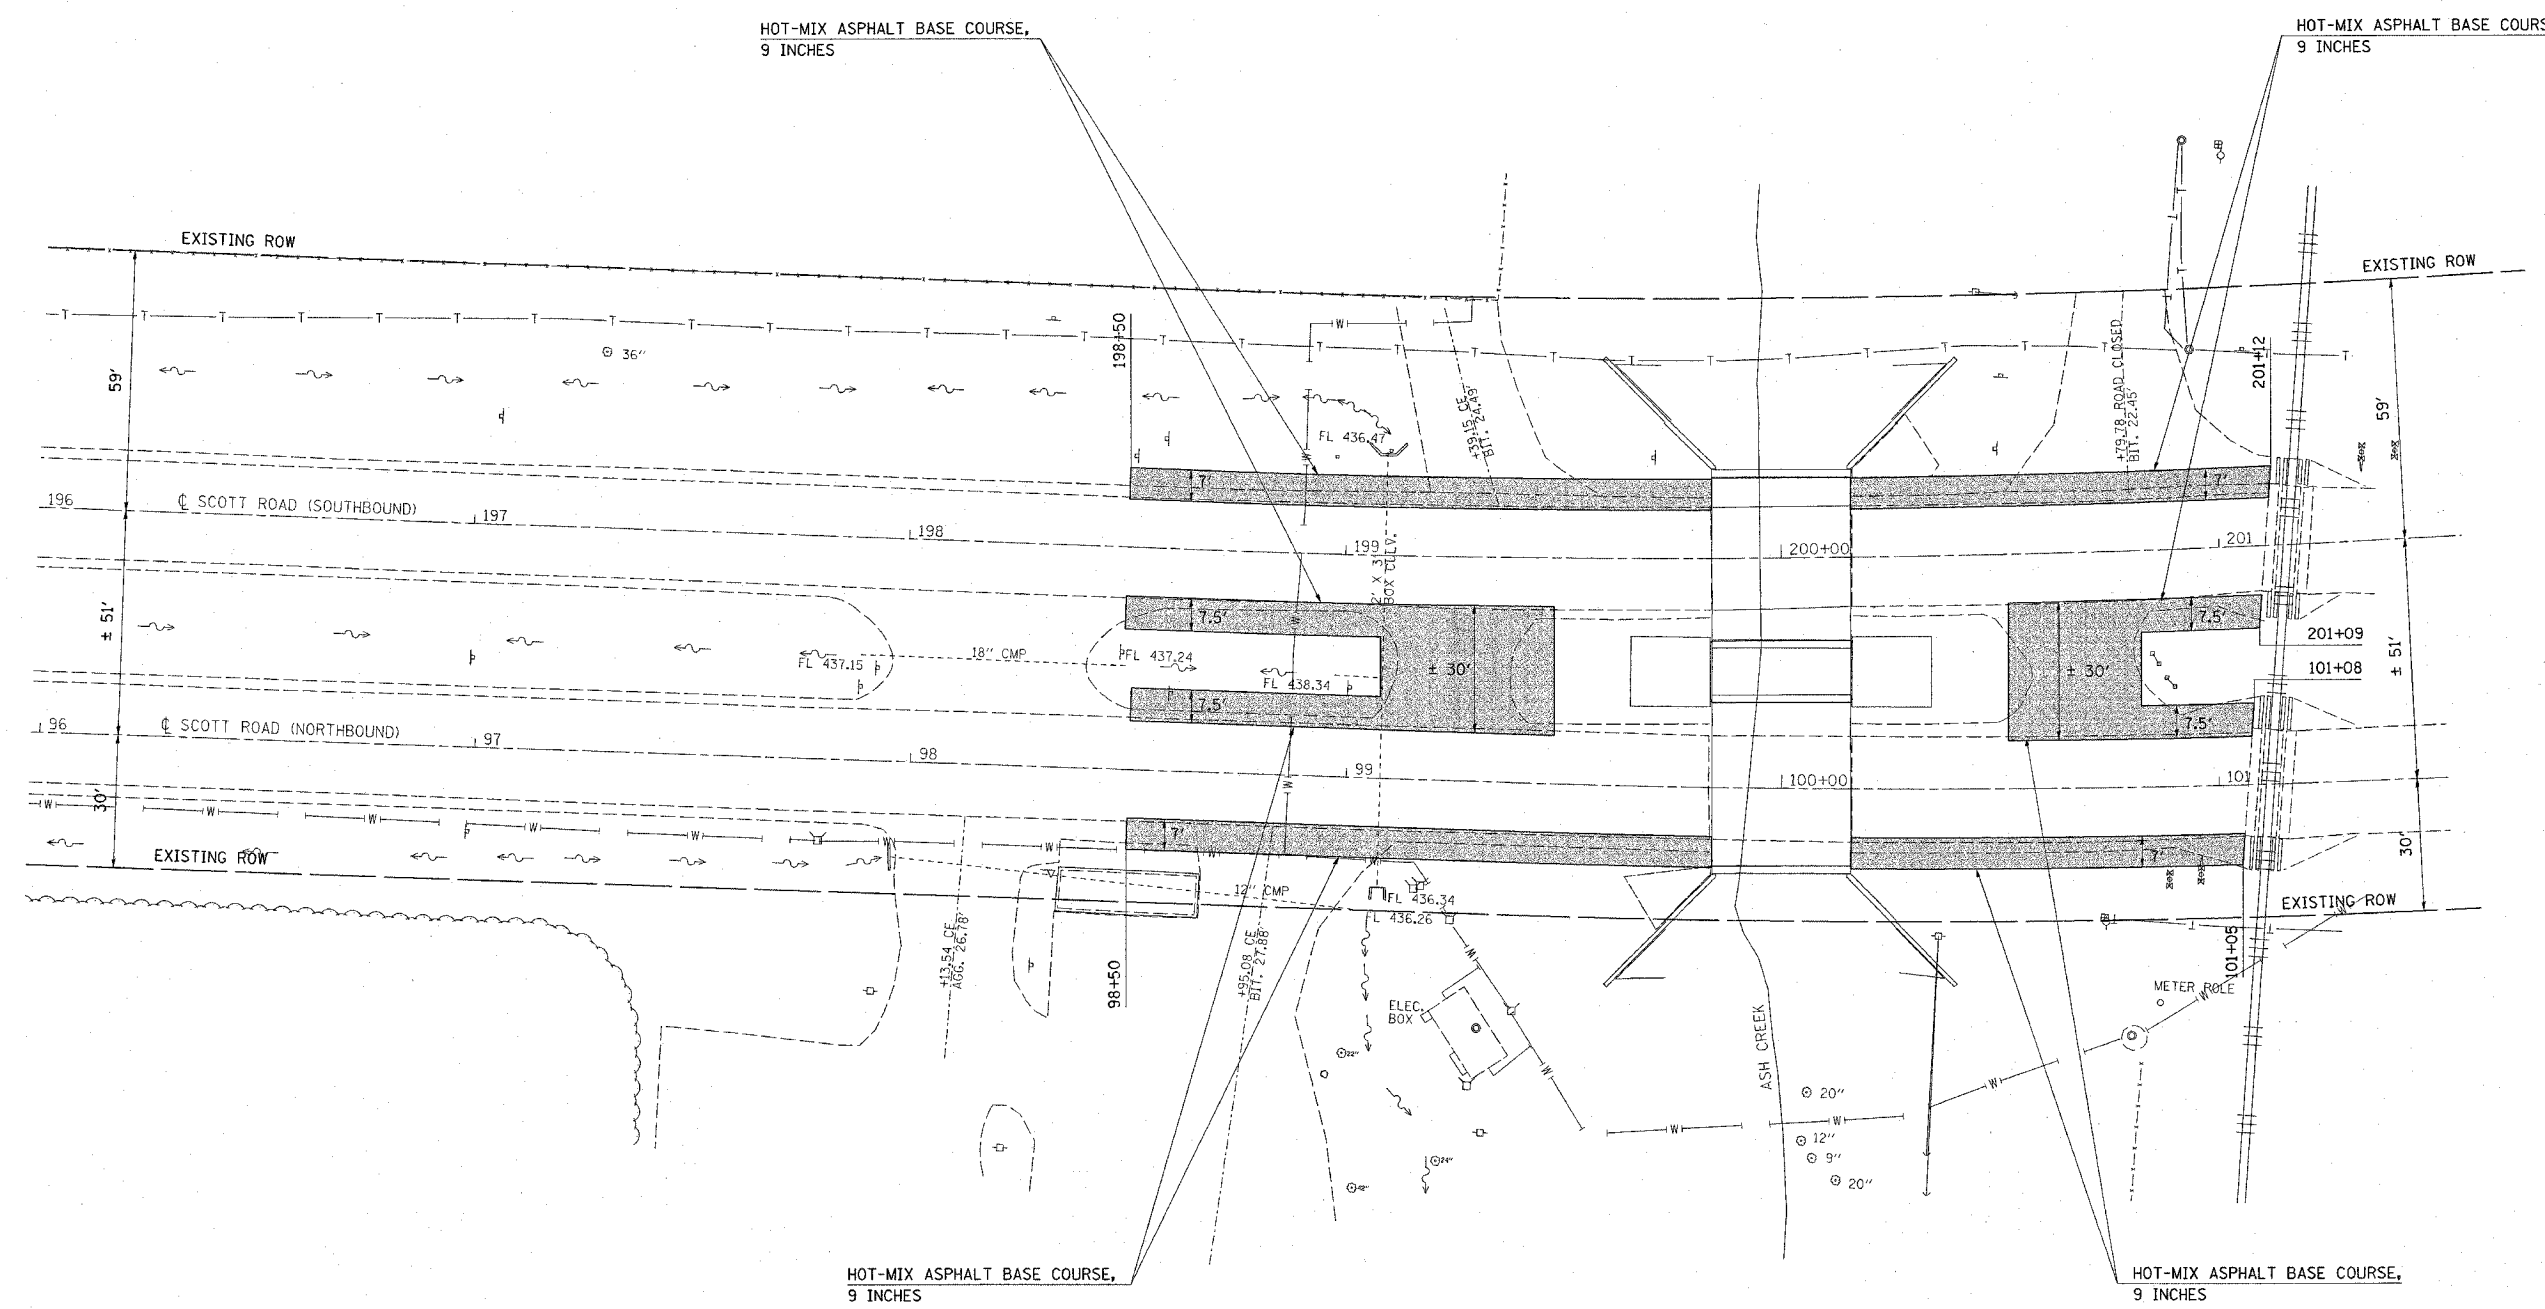 HOT-MIX ASPHALT BASE COURSE,
9 INCHES
HOT-MIX ASPHALT BASE COURS
9 INCHES
EXISTING ROW
EXISTING ROW
36"
59'
198+50
W
T
FL 436.47
+39.15 CE
BIT. 24.49'
+79.78 ROAD CLOSED
BIT. 22.45'
201+12
59'
7'
7'
196
℄ SCOTT ROAD (SOUTHBOUND)
197
198
199
200+00
201
2' X 3'
BOX CULV.
± 51'
7.5'
7.5'
201+09
FL 437.15
18" CMP
FL 437.24
± 30'
± 30'
101+08
± 51'
FL 438.34
7.5'
7.5'
96
℄ SCOTT ROAD (NORTHBOUND)
97
98
99
100+00
101
30'
7'
7'
30'
EXISTING ROW
12" CMP
FL 436.34
L 436.26
EXISTING ROW
+13.54 CE
AGG. 26.78'
98+50
+95.08 CE
BIT. 27.88'
101+05
METER POLE
ELEC.
BOX
ASH CREEK
22"
20"
12"
9"
24"
20"
HOT-MIX ASPHALT BASE COURSE,
9 INCHES
HOT-MIX ASPHALT BASE COURSE,
9 INCHES